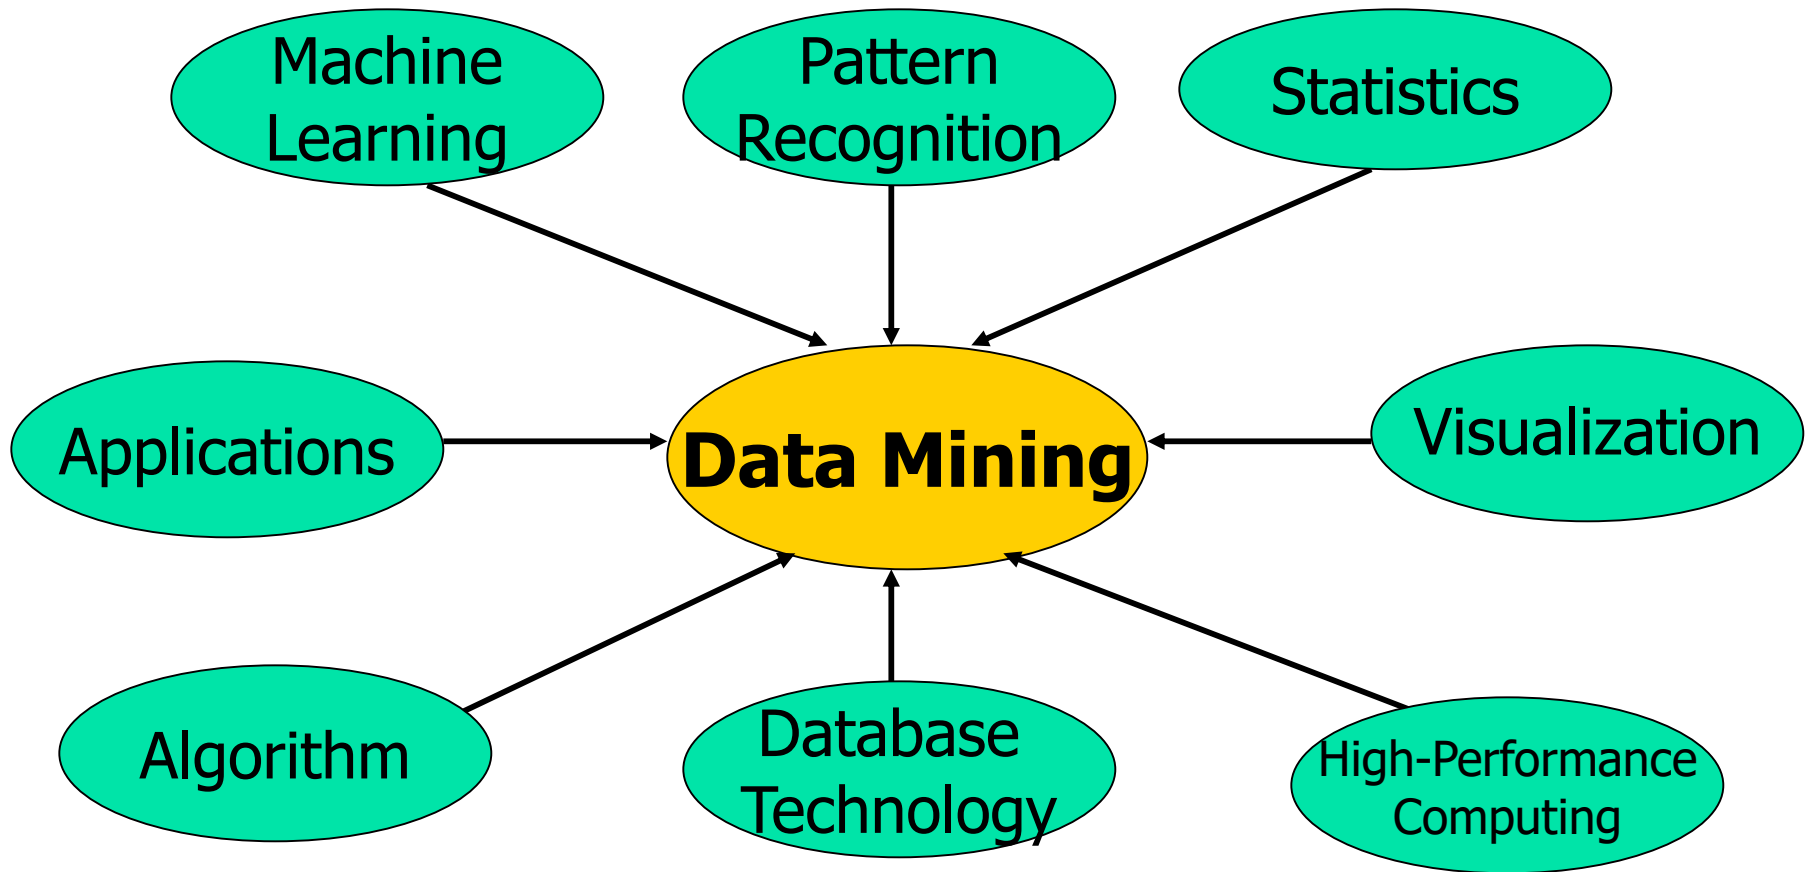 Machine
Learning
Pattern
Recognition
Statistics
Applications
Data Mining
Visualization
Algorithm
Database
Technology
High-Performance
Computing